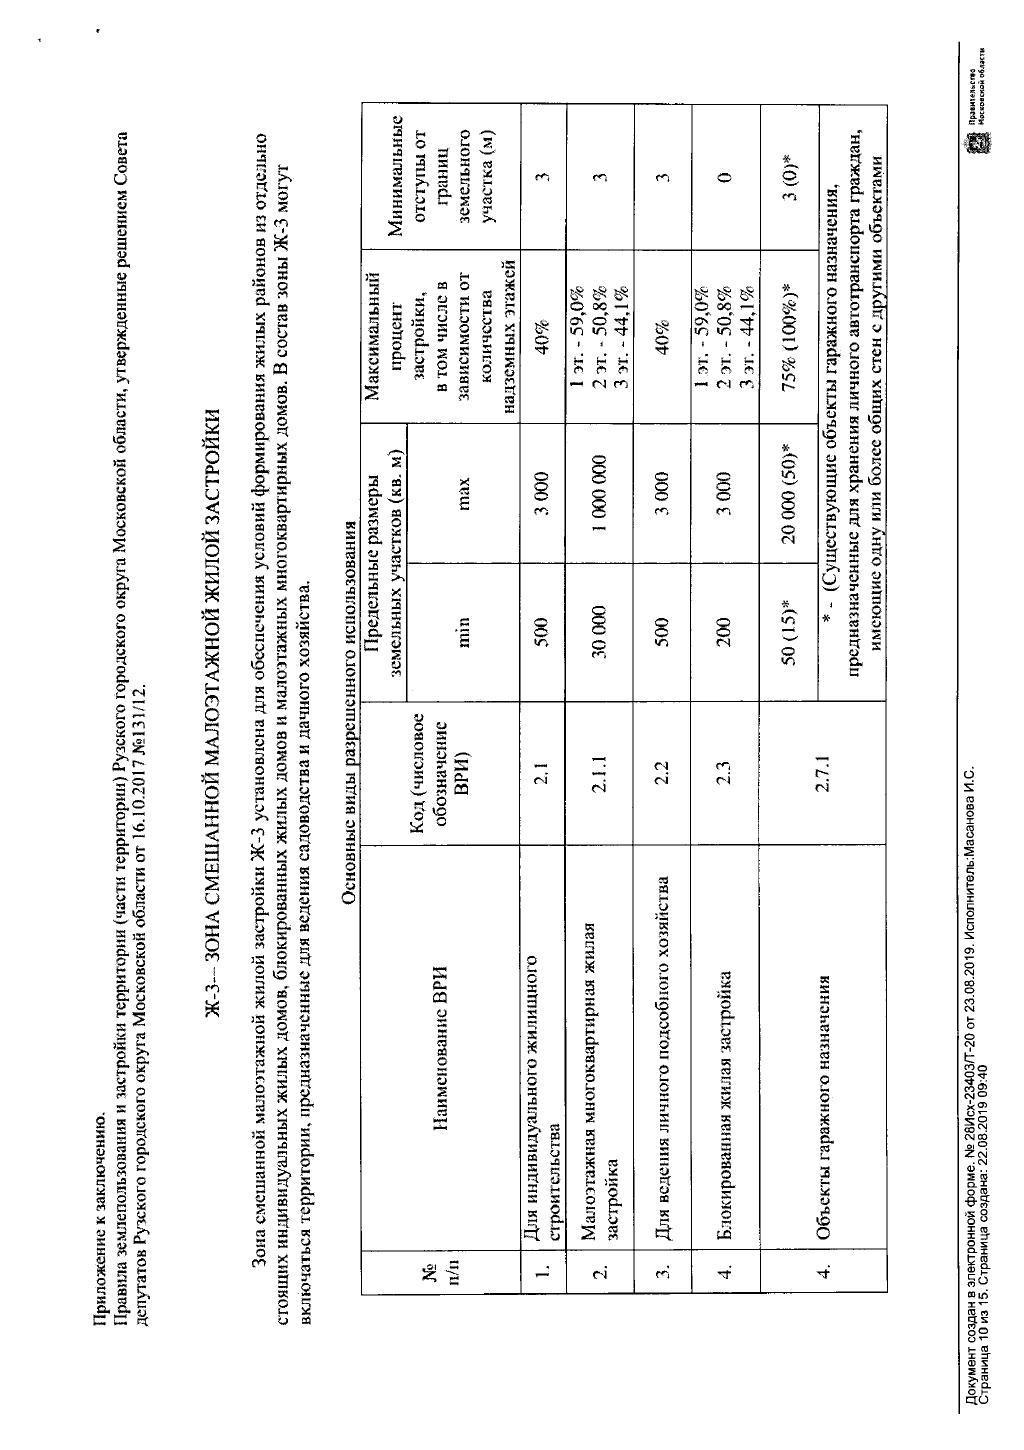 Приложение к заключению.
Правила землепользования и застройки территории (части территории) Рузского городского округа Московской области, утвержденные решением Совета
депутатов Рузского городского округа Московской области от 16.10.2017 №131/12.
Ж-3– ЗОНА СМЕШАННОЙ МАЛОЭТАЖНОЙ ЖИЛОЙ ЗАСТРОЙКИ
Зона смешанной малоэтажной жилой застройки Ж-3 установлена для обеспечения условий формирования жилых районов из отдельно
стоящих индивидуальных жилых домов, блокированных жилых домов и малоэтажных многоквартирных домов. В состав зоны Ж-3 могут
включаться территории, предназначенные для ведения садоводства и дачного хозяйства.
Основные виды разрешенного использования
№
п/п
Наименование ВРИ
Код (числовое
обозначение
ВРИ)
Предельные размеры
земельных участков (кв. м)
min
max
Максимальный
процент
застройки,
в том числе в
зависимости от
количества
надземных этажей
Минимальные
отступы от
границ
земельного
участка (м)
1.
Для индивидуального жилищного
строительства
2.1
500
3 000
40%
3
2.
Малоэтажная многоквартирная жилая
застройка
2.1.1
30 000
1 000 000
1 эт. - 59,0%
2 эт. - 50,8%
3 эт. - 44,1%
3
3.
Для ведения личного подсобного хозяйства
2.2
500
3 000
40%
3
4.
Блокированная жилая застройка
2.3
200
3 000
1 эт. - 59,0%
2 эт. - 50,8%
3 эт. - 44,1%
0
4.
Объекты гаражного назначения
2.7.1
50 (15)*
20 000 (50)*
75% (100%)*
3 (0)*
* - (Существующие объекты гаражного назначения,
предназначенные для хранения личного автотранспорта граждан,
имеющие одну или более общих стен с другими объектами
Документ создан в электронной форме. № 28Исх-23403/Т-20 от 23.08.2019. Исполнитель:Масанова И.С.
Страница 10 из 15. Страница создана: 22.08.2019 09:40
Правительство
Московской области